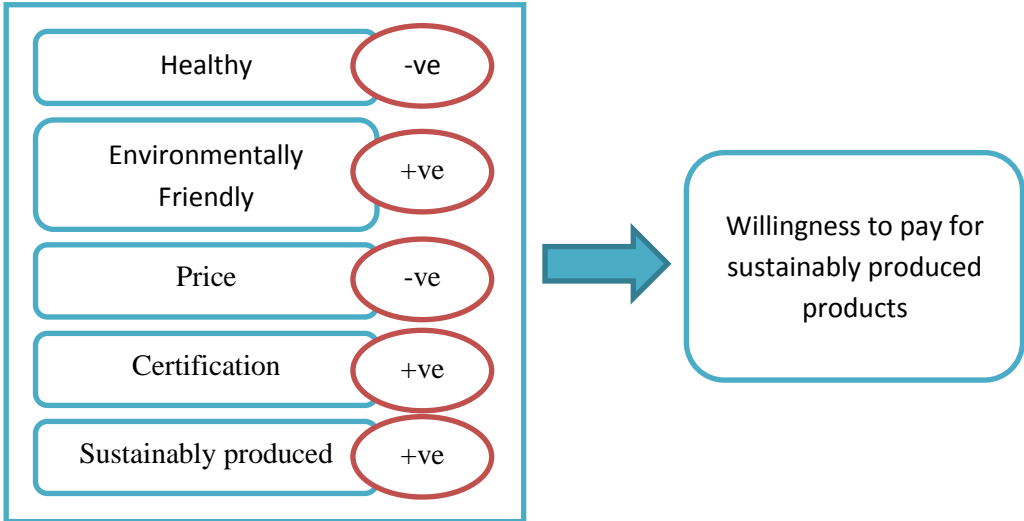 Healthy
-ve
Environmentally
Friendly
+ve
Price
-ve
Certification
+ve
Sustainably produced
+ve
Willingness to pay for
sustainably produced
products